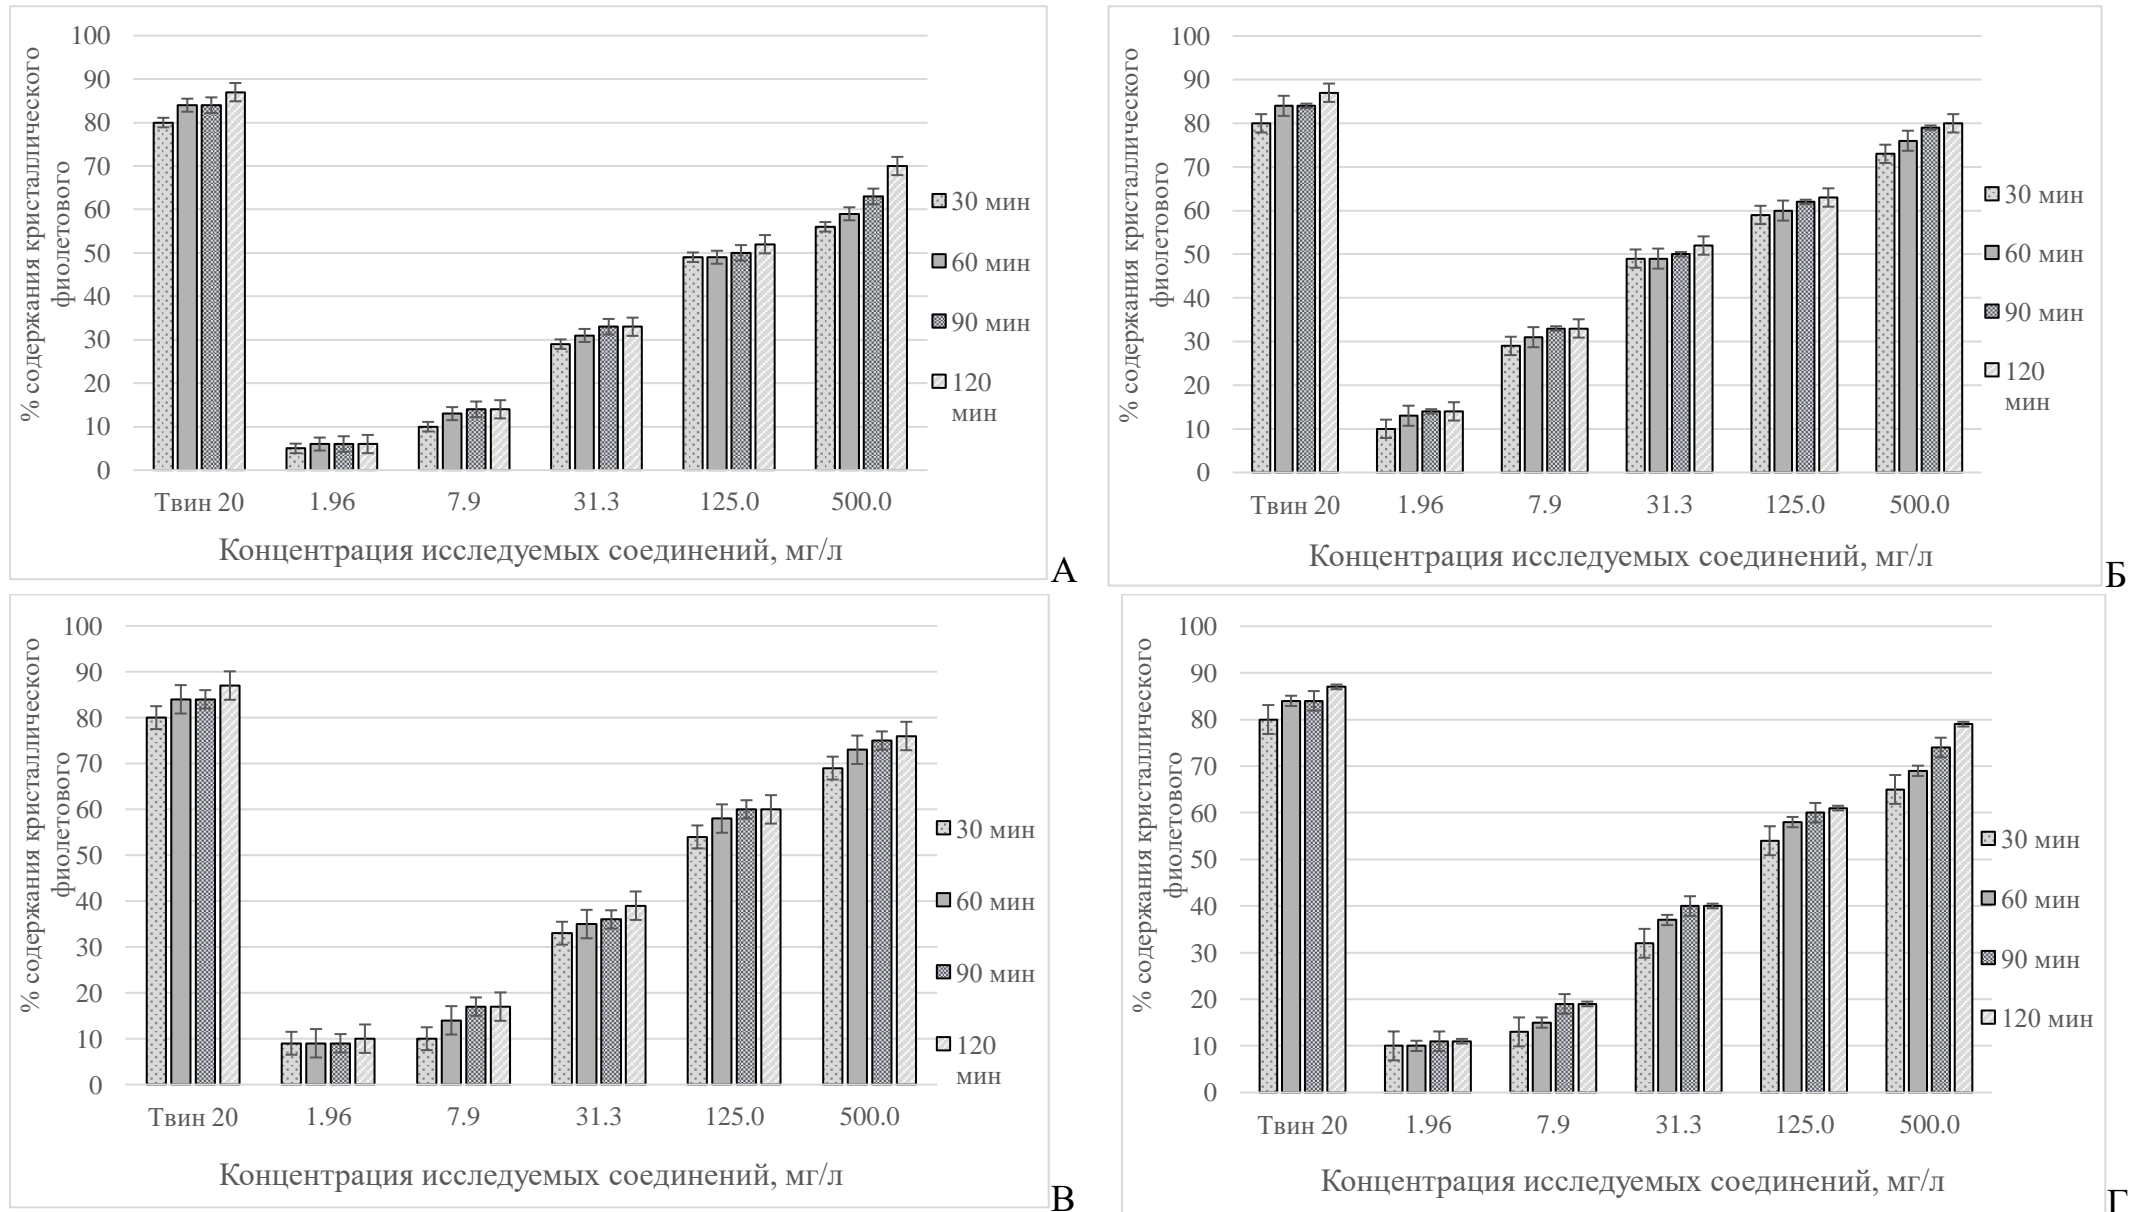 % содержания кристаллического
фиолетового
100
90
80
70
60
50
40
30
20
10
0
Твин 20 1.96 7.9 31.3 125.0 500.0
Концентрация исследуемых соединений, мг/л
30 мин
60 мин
90 мин
120
мин
А
% содержания кристаллического
фиолетового
100
90
80
70
60
50
40
30
20
10
0
Твин 20 1.96 7.9 31.3 125.0 500.0
Концентрация исследуемых соединений, мг/л
30 мин
60 мин
90 мин
120
мин
Б
% содержания кристаллического
фиолетового
100
90
80
70
60
50
40
30
20
10
0
Твин 20 1.96 7.9 31.3 125.0 500.0
Концентрация исследуемых соединений, мг/л
30 мин
60 мин
90 мин
120
мин
В
% содержания кристаллического
фиолетового
100
90
80
70
60
50
40
30
20
10
0
Твин 20 1.96 7.9 31.3 125.0 500.0
Концентрация исследуемых соединений, мг/л
30 мин
60 мин
90 мин
120 мин
Г